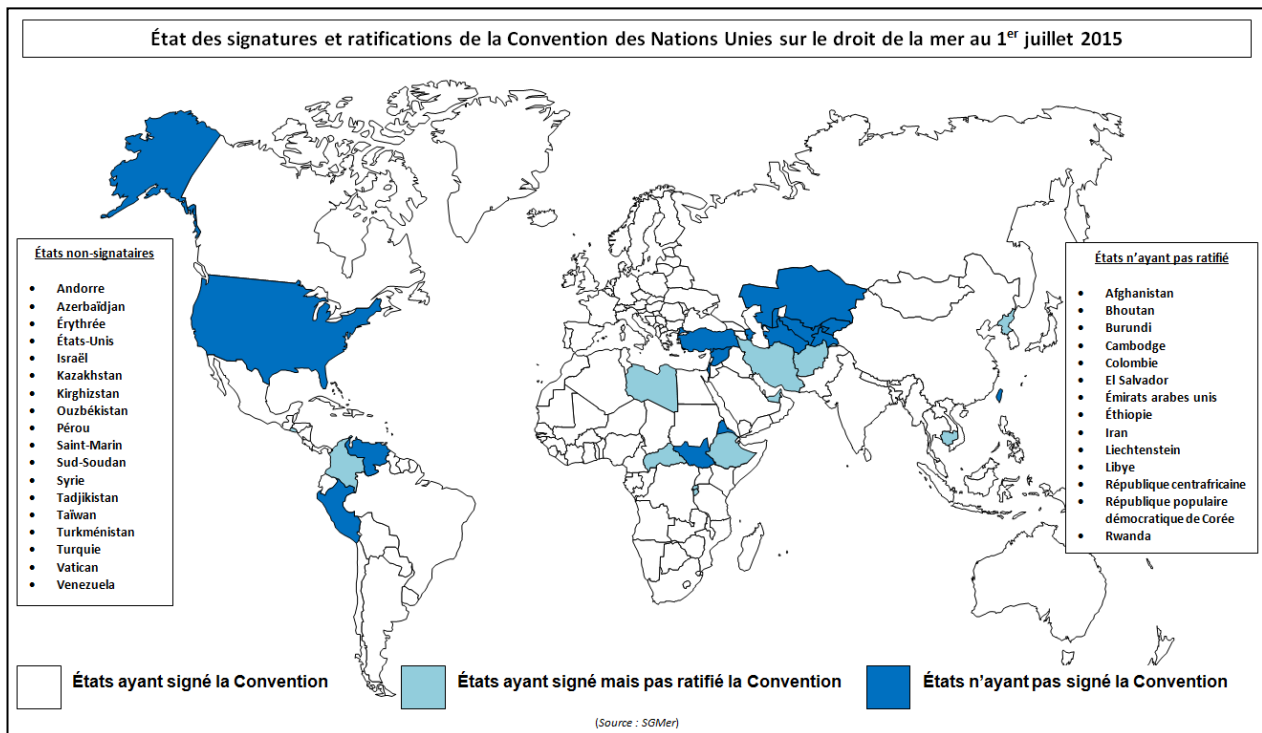 État des signatures et ratifications de la Convention des Nations Unies sur le droit de la mer au 1er juillet 2015
États non-signataires
• Andorre
• Azerbaïdjan
• Érythrée
• États-Unis
• Israël
• Kazakhstan
• Kirghizstan
• Ouzbékistan
• Pérou
• Saint-Marin
• Sud-Soudan
• Syrie
• Tadjikistan
• Taïwan
• Turkménistan
• Turquie
• Vatican
• Venezuela
États n'ayant pas ratifié
• Afghanistan
• Bhoutan
• Burundi
• Cambodge
• Colombie
• El Salvador
• Émirats arabes unis
• Éthiopie
• Iran
• Liechtenstein
• Libye
• République centrafricaine
• République populaire
démocratique de Corée
• Rwanda
États ayant signé la Convention
États ayant signé mais pas ratifié la Convention
États n'ayant pas signé la Convention
(Source : SGMer)